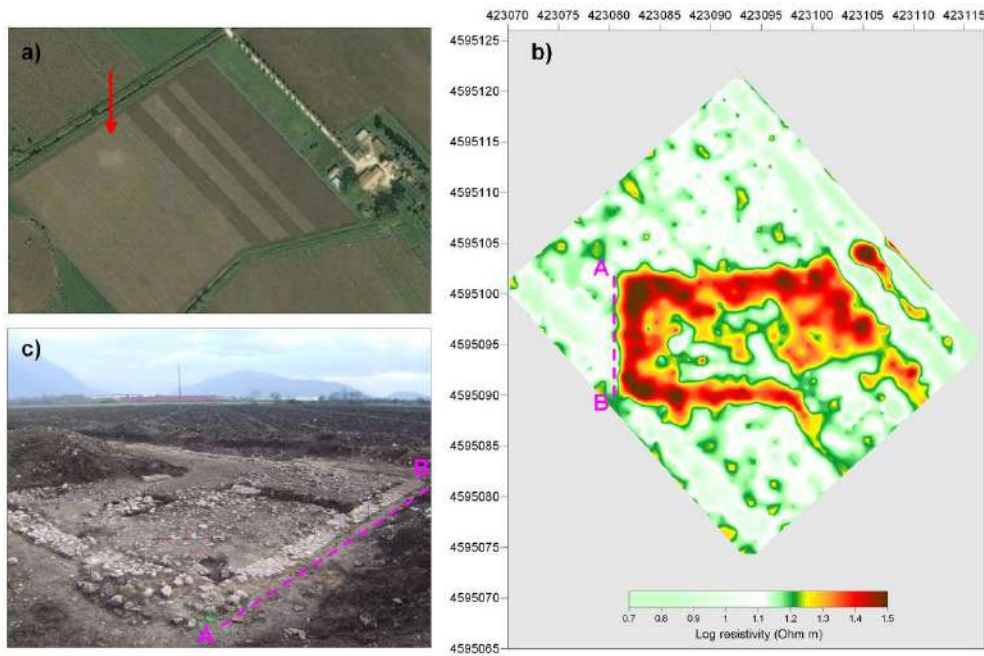 a)
c)
B
A
423070 423075 423080 423085 423090 423095 423100 423105 423110 423115
b)
4595125
4595120
4595115
4595110
4595105
4595100
4595095
4595090
4595085
4595080
4595075
4595070
4595065
A
B
0.7 0.8 0.9 1 1.1 1.2 1.3 1.4 1.5
Log resistivity (Ohm m)